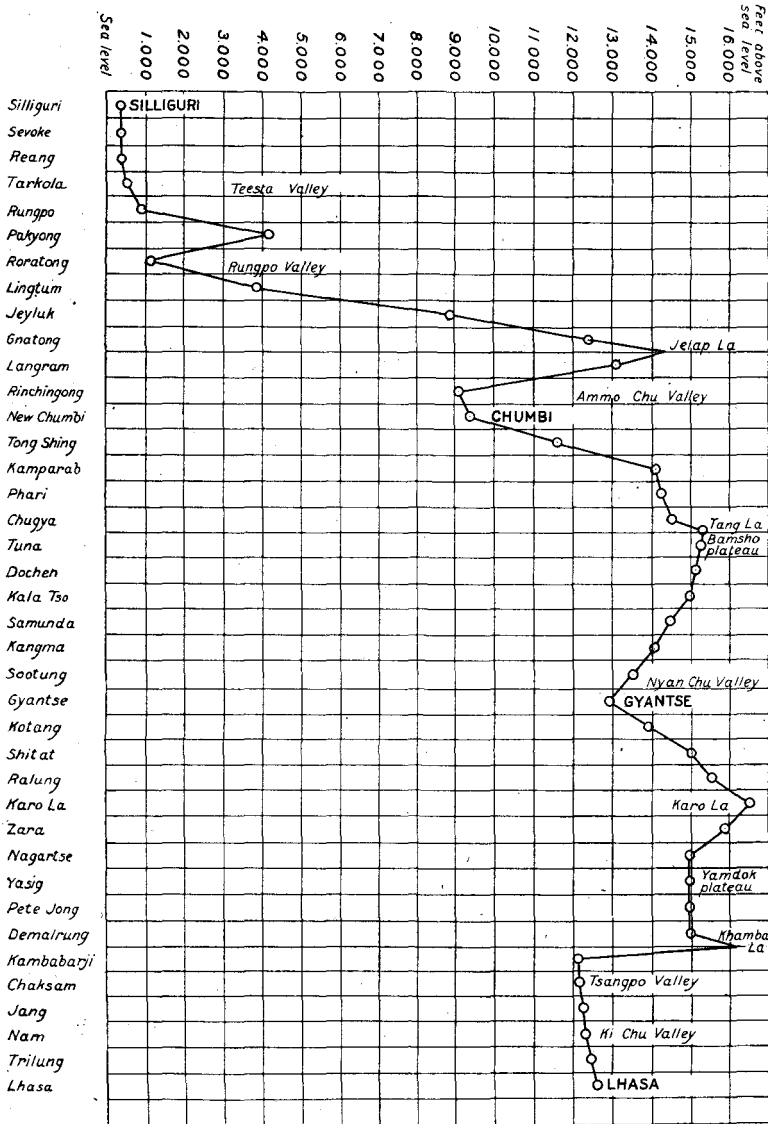 Feet above
sea level
Sea level
1.000
2.000
3.000
4.000
5.000
6.000
7.000
8.000
9.000
10.000
11.000
12.000
13.000
14.000
15.000
16.000
Silliguri
SILLIGURI
Sevoke
Reang
Tarkola
Teesta Valley
Rungpo
Pakyong
Roratong
Rungpo Valley
Lingtum
Jeyluk
Gnatong
Jelap La
Langram
Rinchingong
Ammo Chu Valley
New Chumbi
CHUMBI
Tong Shing
Kamparab
Phari
Chugya
Tang La
Tuna
Bamsho
plateau
Dochen
Kala Tso
Samunda
Kangma
Sootung
Nyan Chu Valley
Gyantse
GYANTSE
Kotang
Shitat
Ralung
Karo La
Karo La
Zara
Nagartse
Yasig
Yamdok
plateau
Pete Jong
Demalrung
Khamba
La
Kambabarji
Chaksam
Tsangpo Valley
Jang
Nam
Ki Chu Valley
Trilung
Lhasa
LHASA